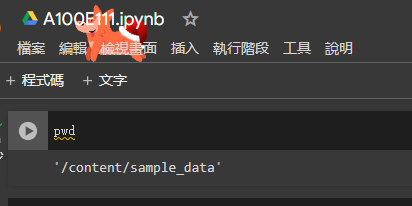 A100E111.ipynb
檔案 編輯 檢視畫面 插入 執行階段 工具 說明
+ 程式碼 + 文字
pwd
'/content/sample_data'